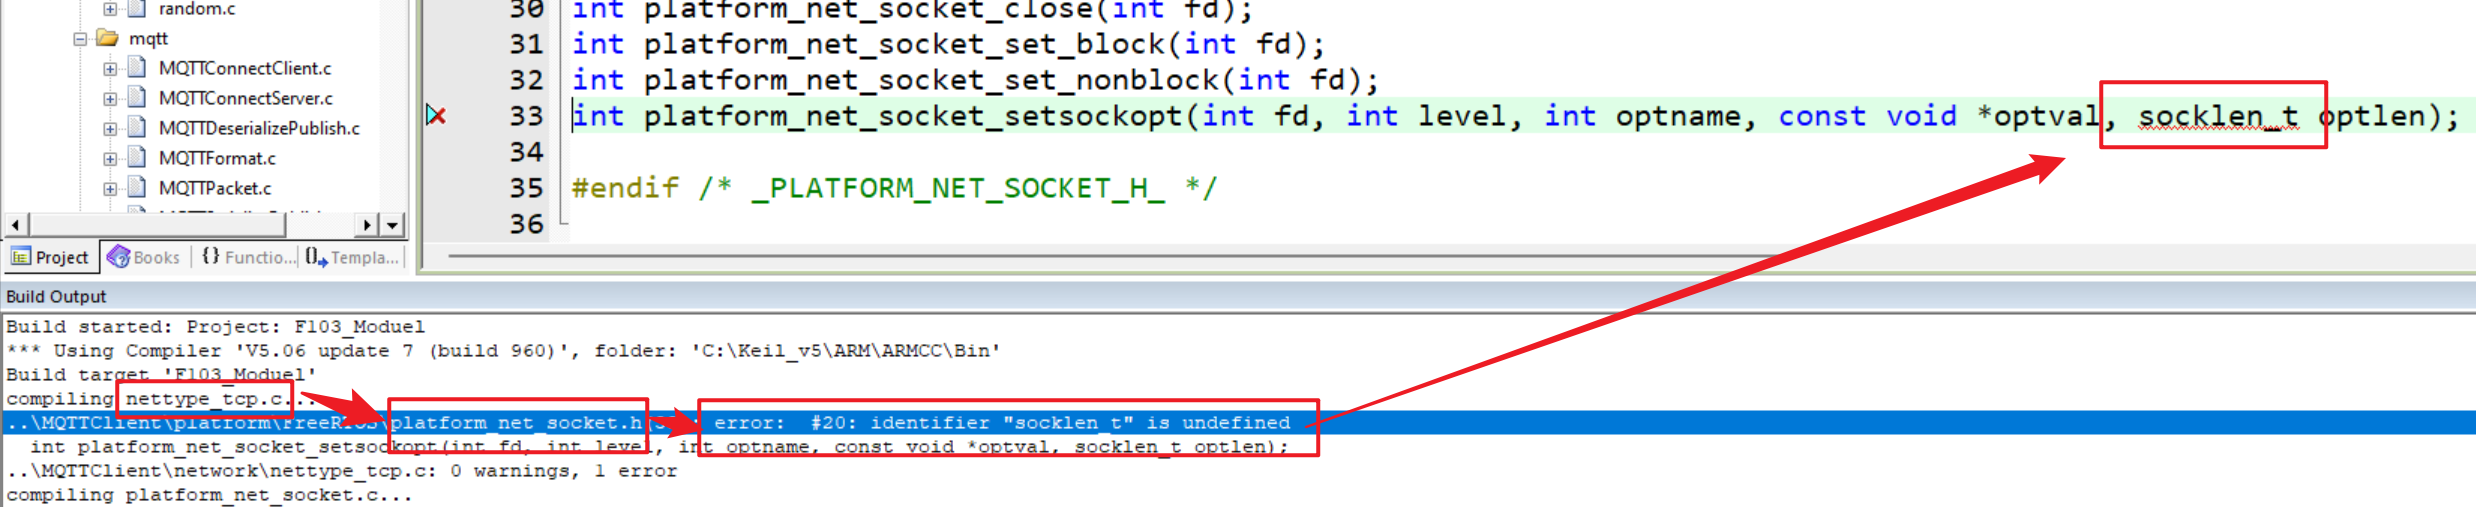 random.c
mqtt
MQTTConnectClient.c
MQTTConnectServer.c
MQTTDeserializePublish.c
MQTTFormat.c
MQTTPacket.c
Project
Books
{} Functio...
Templa...
30 int platform_net_socket_close(int fd);
31 int platform_net_socket_set_block(int fd);
32 int platform_net_socket_set_nonblock(int fd);
33 int platform_net_socket_setsockopt(int fd, int level, int optname, const void *optval, socklen_t optlen);
34
35 #endif /* _PLATFORM_NET_SOCKET_H_ */
36
Build Output
Build started: Project: F103_Moduel
*** Using Compiler 'V5.06 update 7 (build 960)', folder: 'C:\Keil_v5\ARM\ARMCC\Bin'
Build target 'F103_Moduel'
compiling nettype_tcp.c...
..\MQTTClient\platform\FreeRTOS\platform_net_socket.h error: #20: identifier "socklen_t" is undefined
int platform_net_socket_setsockopt(int fd, int level, int optname, const void *optval, socklen_t optlen);
..\MQTTClient\network\nettype_tcp.c: 0 warnings, 1 error
compiling platform_net_socket.c...